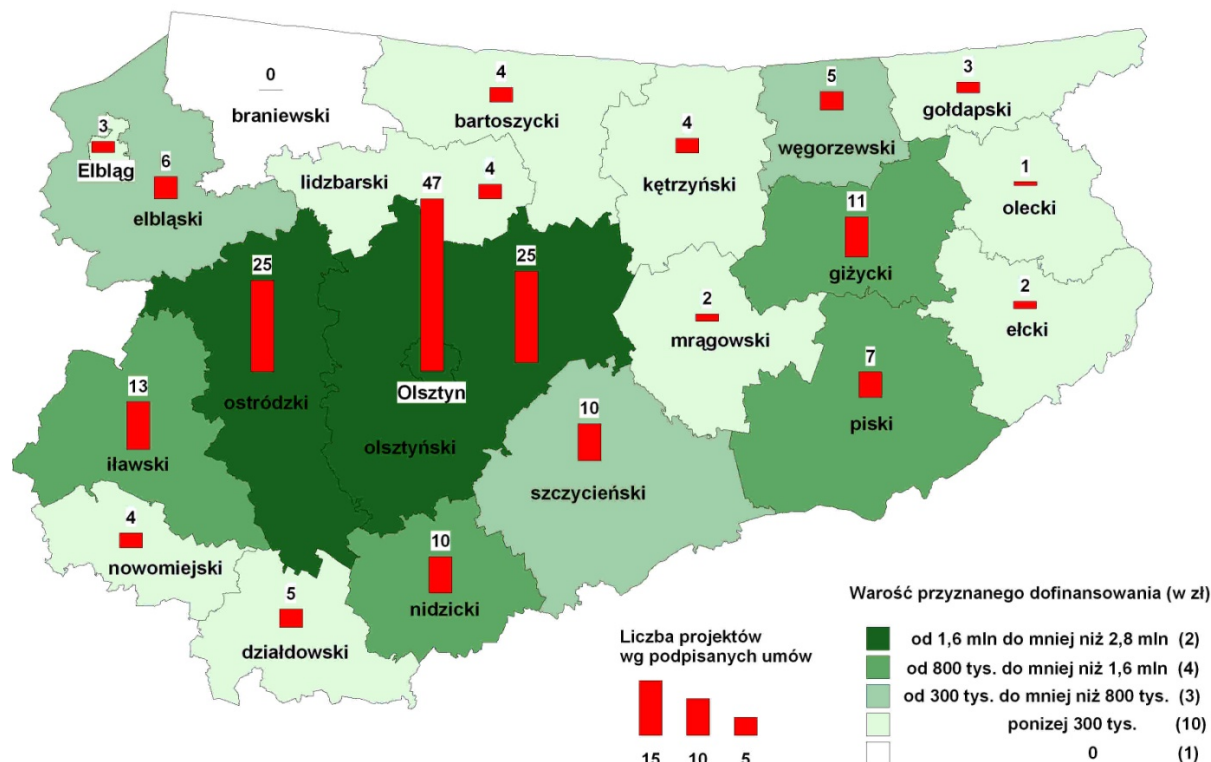 0
braniewski
4
bartoszycki
5
węgorzewski
3
gołdapski
3
Elbląg
6
elbląski
lidzbarski
4
4
kętrzyński
1
olecki
47
Olsztyn
25
olsztyński
25
ostródzki
11
giżycki
2
mrągowski
2
ełcki
7
piski
13
iławski
10
szczycieński
4
nowomiejski
10
nidzicki
5
działdowski
Liczba projektów
wg podpisanych umów
15 10 5
Warość przyznanego dofinansowania (w zł)
od 1,6 mln do mniej niż 2,8 mln (2)
od 800 tys. do mniej niż 1,6 mln (4)
od 300 tys. do mniej niż 800 tys. (3)
ponizej 300 tys. (10)
0 (1)